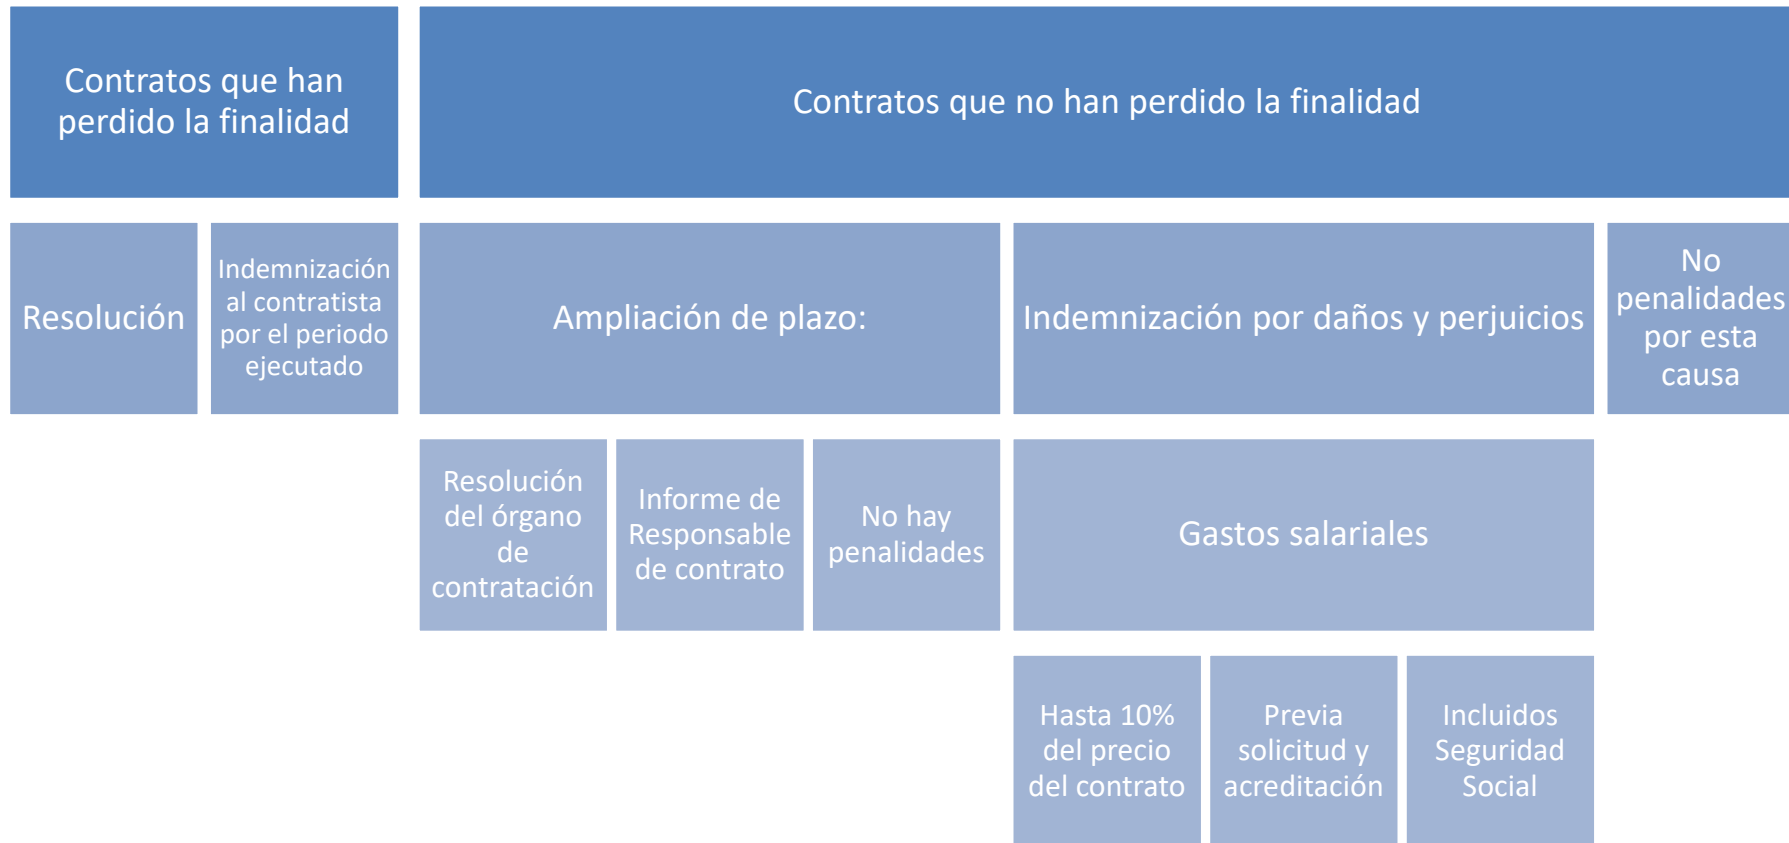 Contratos que han
perdido la finalidad
Contratos que no han perdido la finalidad
Resolución
Indemnización
al contratista
por el periodo
ejecutado
Ampliación de plazo:
Indemnización por daños y perjuicios
No
penalidades
por esta
causa
Resolución
del órgano
de
contratación
Informe de
Responsable
de contrato
No hay
penalidades
Gastos salariales
Hasta 10%
del precio
del contrato
Previa
solicitud y
acreditación
Incluidos
Seguridad
Social